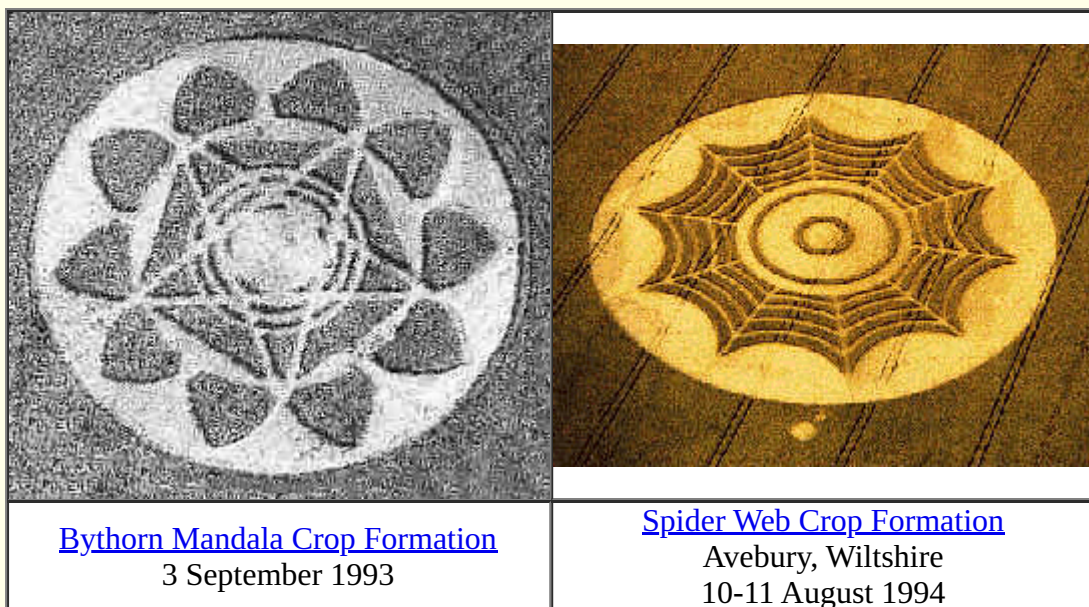 Bythorn Mandala Crop Formation
3 September 1993
Spider Web Crop Formation
Avebury, Wiltshire
10-11 August 1994